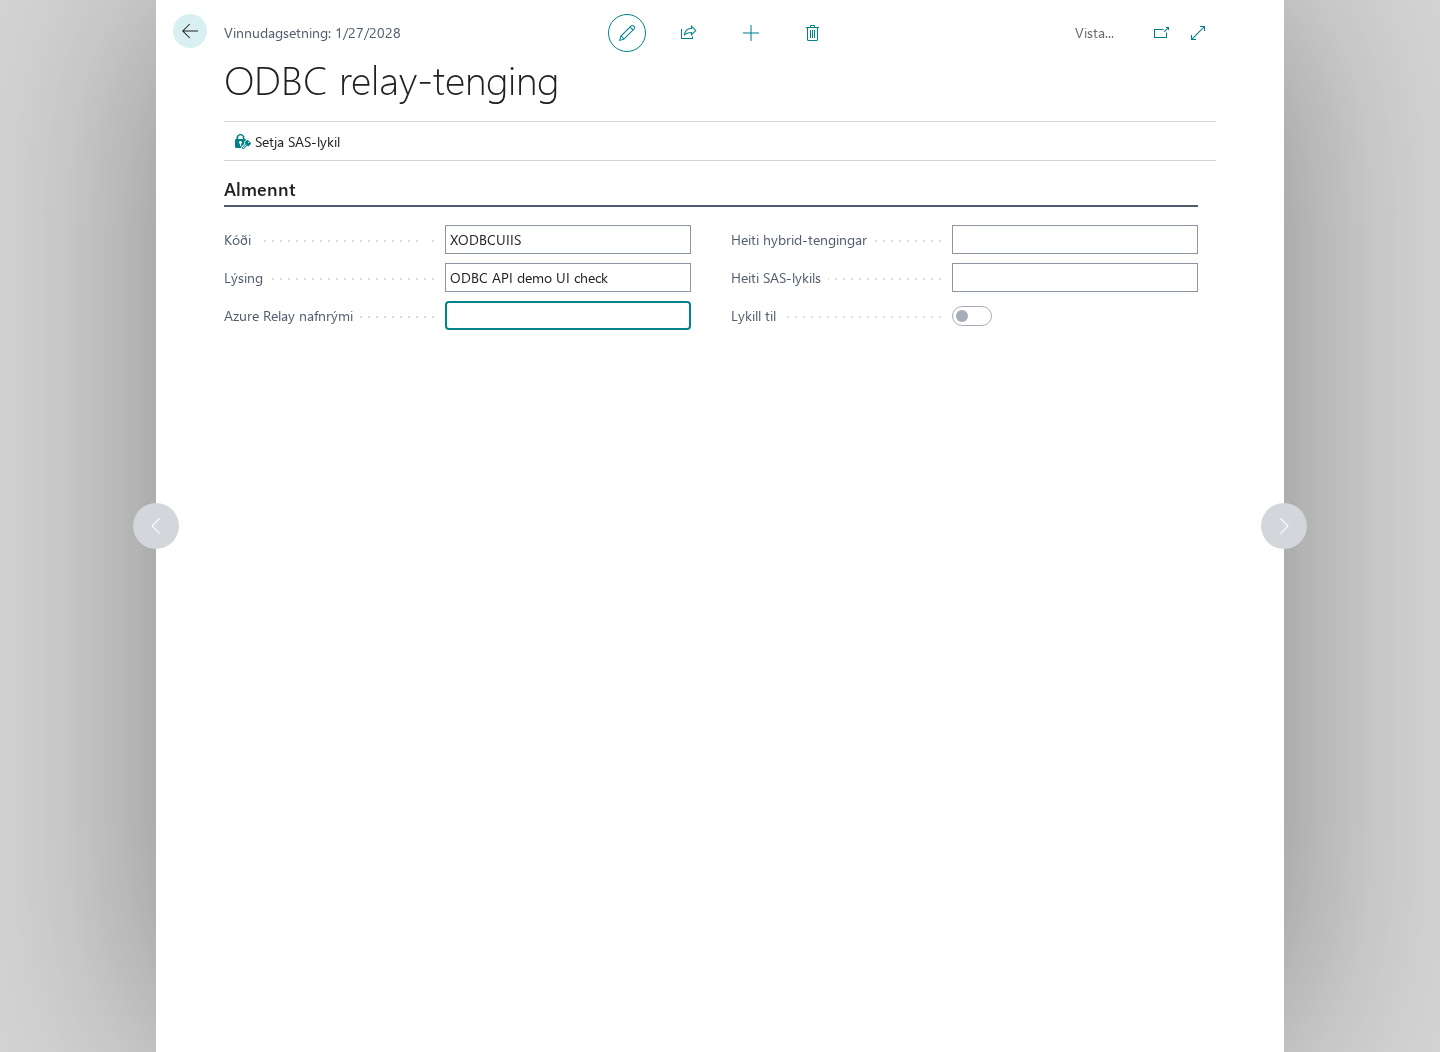 Vinnudagsetning: 1/27/2028
Vista...
ODBC relay-tenging
Setja SAS-lykil
Almennt
Kóði
XODBCUIIS
Lýsing
ODBC API demo UI check
Azure Relay nafnrými
Heiti hybrid-tengingar
Heiti SAS-lykils
Lykill til